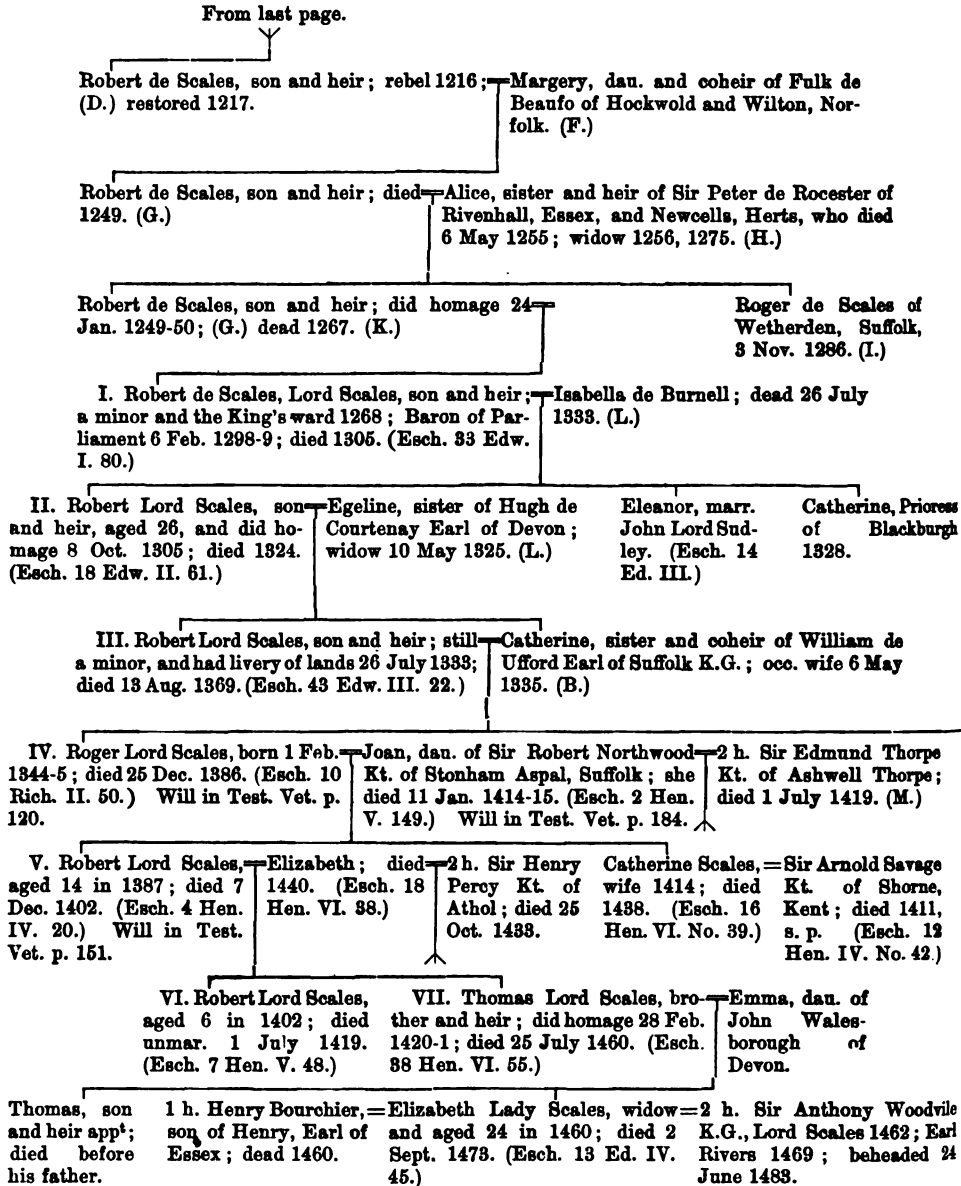 From last page.
Robert de Scales, son and heir; rebel 1216;
(D.) restored 1217.
Margery, dau. and coheir of Fulk de
Beaufo of Hockwold and Wilton, Nor-
folk. (F.)
Robert de Scales, son and heir; died
1249. (G.)
Alice, sister and heir of Sir Peter de Rocester of
Rivenhall, Essex, and Newcells, Herts, who died
6 May 1255; widow 1256, 1275. (H.)
Robert de Scales, son and heir; did homage 24
Jan. 1249-50; (G.) dead 1267. (K.)
Roger de Scales of
Wetherden, Suffolk,
3 Nov. 1286. (I.)
I. Robert de Scales, Lord Scales, son and heir;
a minor and the King's ward 1268; Baron of Par-
liament 6 Feb. 1298-9; died 1305. (Esch. 33 Edw.
I. 80.)
Isabella de Burnell; dead 26 July
1333. (L.)
II. Robert Lord Scales, son
and heir, aged 26, and did ho-
mage 8 Oct. 1305; died 1324.
(Esch. 18 Edw. II. 61.)
Egeline, sister of Hugh de
Courtenay Earl of Devon;
widow 10 May 1325. (L.)
Eleanor, marr.
John Lord Sud-
ley. (Esch. 14
Ed. III.)
Catherine, Prioress
of Blackburgh
1328.
III. Robert Lord Scales, son and heir; still
a minor, and had livery of lands 26 July 1333;
died 13 Aug. 1369. (Esch. 43 Edw. III. 22.)
Catherine, sister and coheir of William de
Ufford Earl of Suffolk K.G.; occ. wife 6 May
1335. (B.)
IV. Roger Lord Scales, born 1 Feb.
1344-5; died 25 Dec. 1386. (Esch. 10
Rich. II. 50.) Will in Test. Vet. p.
120.
Joan, dau. of Sir Robert Northwood
Kt. of Stonham Aspal, Suffolk; she
died 11 Jan. 1414-15. (Esch. 2 Hen.
V. 149.) Will in Test. Vet. p. 184.
2 h. Sir Edmund Thorpe
Kt. of Ashwell Thorpe;
died 1 July 1419. (M.)
V. Robert Lord Scales,
aged 14 in 1387; died 7
Dec. 1402. (Esch. 4 Hen.
IV. 20.) Will in Test.
Vet. p. 151.
Elizabeth; died
1440. (Esch. 18
Hen. VI. 38.)
2 h. Sir Henry
Percy Kt. of
Athol; died 25
Oct. 1433.
Catherine Scales,
wife 1414; died
1438. (Esch. 16
Hen. VI. No. 39.)
=Sir Arnold Savage
Kt. of Shorne,
Kent; died 1411,
s. p. (Esch. 12
Hen. IV. No. 42.)
VI. Robert Lord Scales,
aged 6 in 1402; died
unmar. 1 July 1419.
(Esch. 7 Hen. V. 48.)
VII. Thomas Lord Scales, bro-
ther and heir; did homage 28 Feb.
1420-1; died 25 July 1460. (Esch.
38 Hen. VI. 55.)
Emma, dau. of
John Wales-
borough of
Devon.
Thomas, son
and heir appt;
died before
his father.
1 h. Henry Bourchier,
son of Henry, Earl of
Essex; dead 1460.
=Elizabeth Lady Scales, widow
and aged 24 in 1460; died 2
Sept. 1473. (Esch. 13 Ed. IV.
45.)
=2 h. Sir Anthony Woodvile
K.G., Lord Scales 1462; Earl
Rivers 1469; beheaded 24
June 1483.